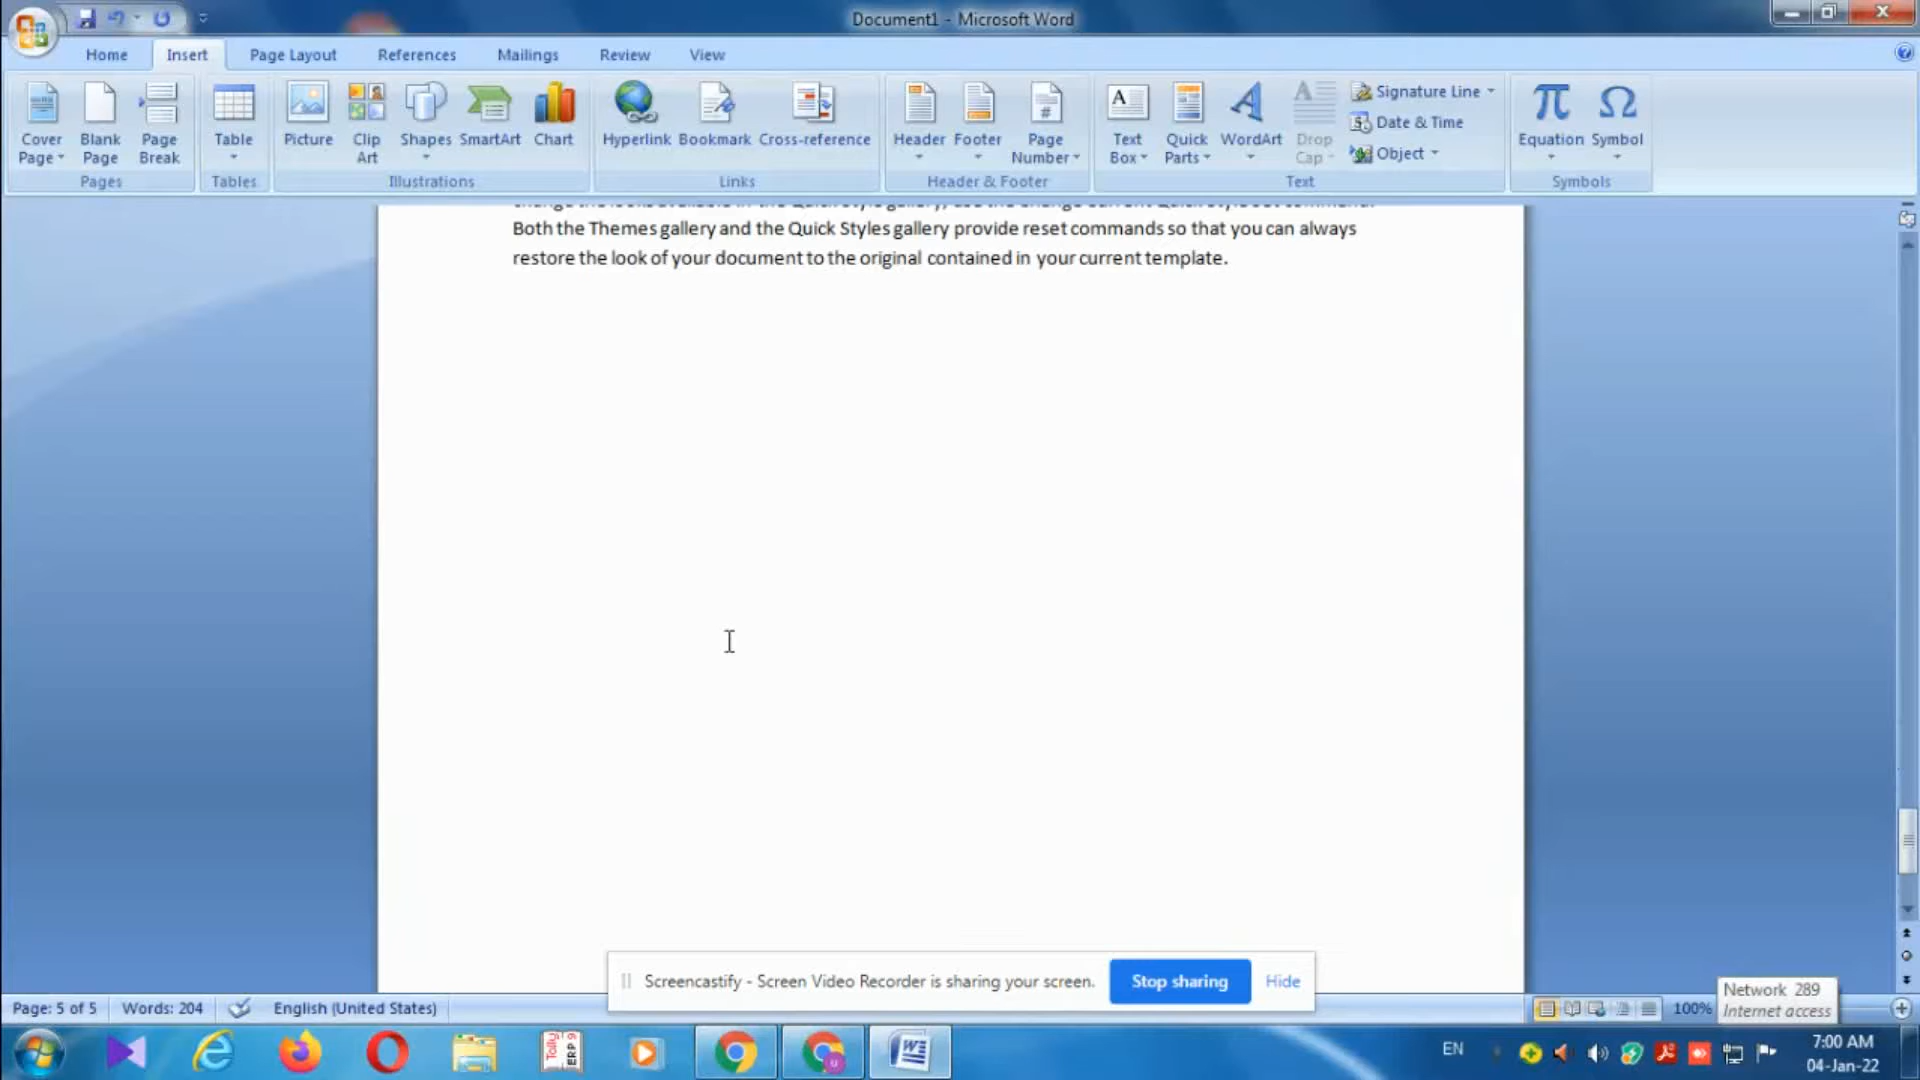 Document1 - Microsoft Word
Home Insert Page Layout References Mailings Review View
Cover Page Blank Page Page Break Table Picture Clip Art Shapes SmartArt Chart Hyperlink Bookmark Cross-reference Header Footer Page Number Text Box Quick Parts WordArt Drop Cap Signature Line Date & Time Object Equation Symbol
Pages Tables Illustrations Links Header & Footer Text Symbols
Both the Themes gallery and the Quick Styles gallery provide reset commands so that you can always
restore the look of your document to the original contained in your current template.
Screencastify - Screen Video Recorder is sharing your screen. Stop sharing Hide
Network 289
Internet access
Page: 5 of 5 Words: 204 English (United States) 100%
Tally ERP 9
EN
7:00 AM
04-Jan-22